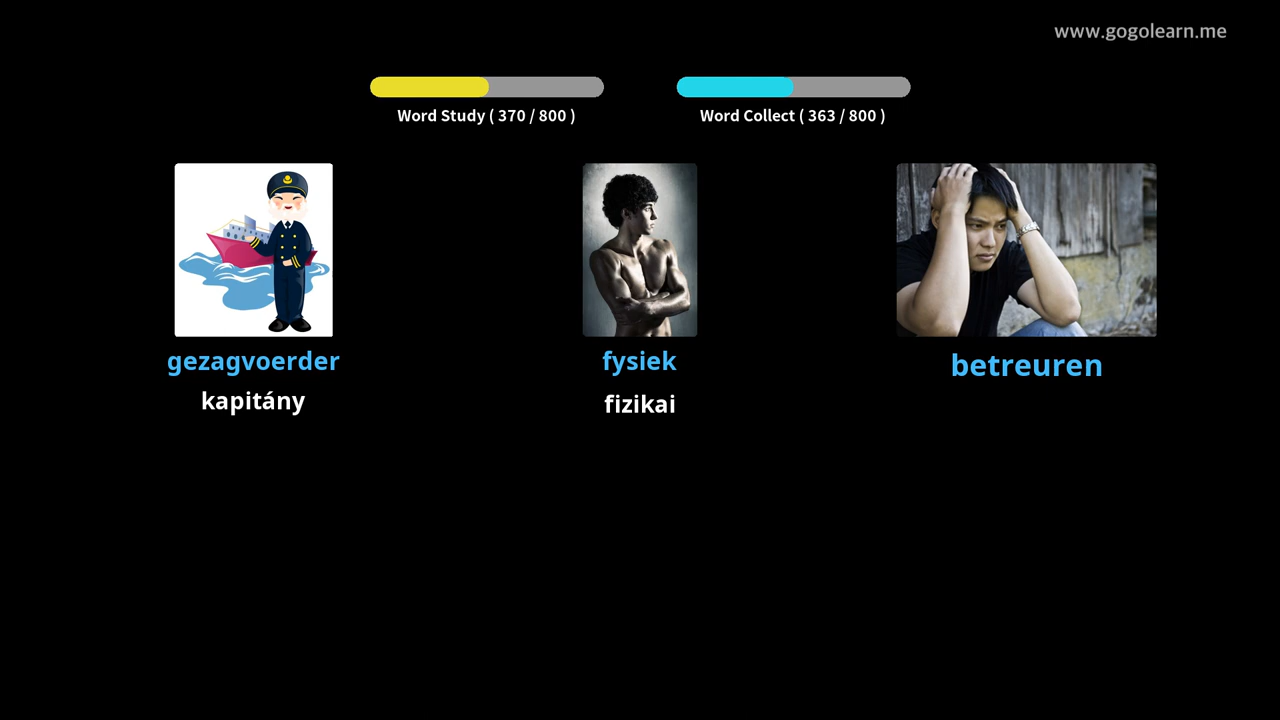 www.gogolearn.me
Word Study ( 370 / 800 )
Word Collect ( 363 / 800 )
gezagvoerder
kapitány
fysiek
fizikai
betreuren